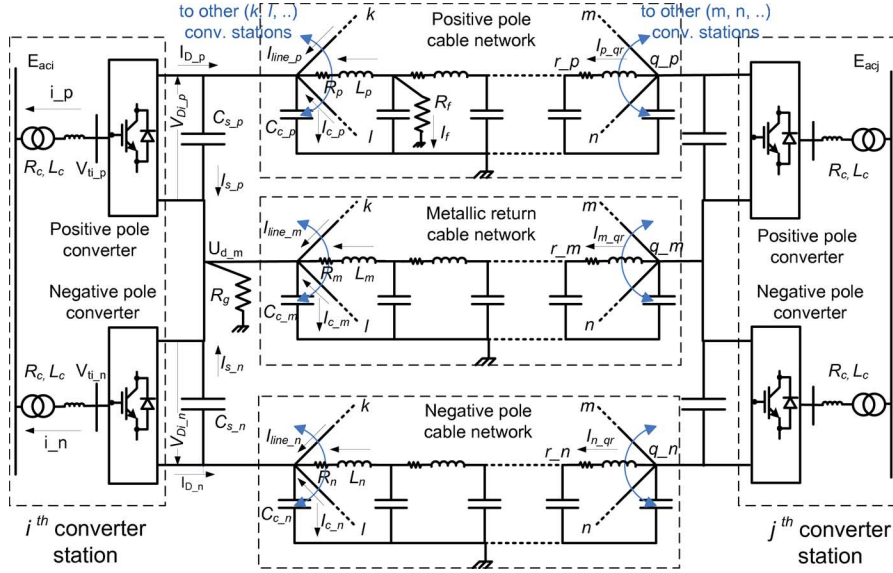 to other (k, l, ..)
conv. stations
k
Positive pole
cable network
m
to other (m, n, ..)
conv. stations
E_aci
I_D_p
I_line_p
I_p_qr
E_acj
i_p
V_Di_p
R_p
L_p
r_p
q_p
C_s_p
C_c_p
I_c_p
l
R_f
I_f
n
R_c, L_c
V_ti_p
I_s_p
R_c, L_c
Positive pole
converter
k
Metallic return
cable network
m
Positive pole
converter
U_d_m
I_line_m
I_m_qr
R_m
L_m
r_m
q_m
Negative pole
converter
R_g
C_c_m
I_c_m
l
n
Negative pole
converter
R_c, L_c
V_ti_n
I_s_n
R_c, L_c
V_Di_n
C_s_n
k
Negative pole
cable network
m
i_n
I_line_n
I_n_qr
I_D_n
R_n
L_n
r_n
q_n
C_c_n
I_c_n
l
n
i th converter
station
j th converter
station